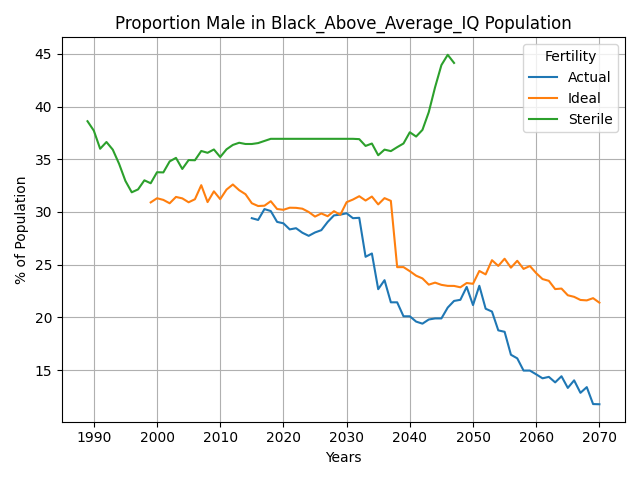 Proportion Male in Black_Above_Average_IQ Population
Fertility
Actual
Ideal
Sterile
% of Population
45
40
35
30
25
20
15
1990 2000 2010 2020 2030 2040 2050 2060 2070
Years